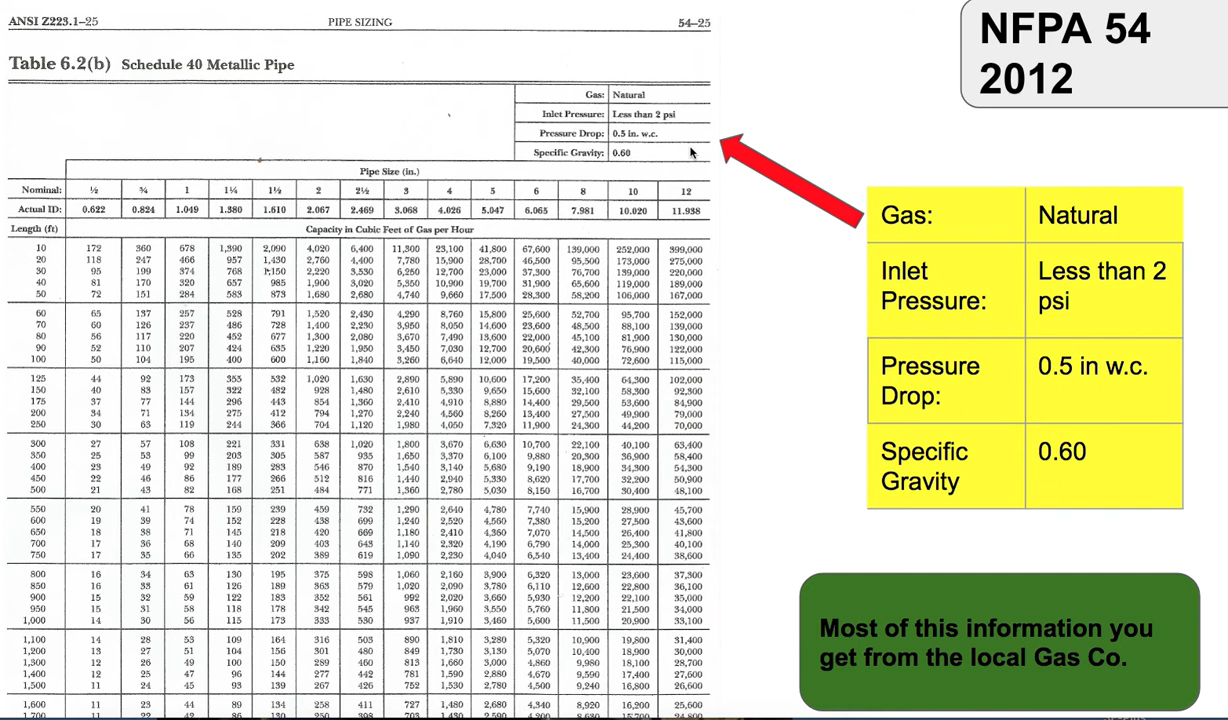 ANSI Z223.1–25 PIPE SIZING 54–25
NFPA 54
2012
Table 6.2(b) Schedule 40 Metallic Pipe
Gas: Natural
Inlet Pressure: Less than 2 psi
Pressure Drop: 0.5 in. w.c.
Specific Gravity: 0.60
Pipe Size (in.)
Nominal: ½ ¾ 1 1¼ 1½ 2 2½ 3 4 5 6 8 10 12
Actual ID: 0.622 0.824 1.049 1.380 1.610 2.067 2.469 3.068 4.026 5.047 6.065 7.981 10.020 11.938
Length (ft) Capacity in Cubic Feet of Gas per Hour
10 172 360 678 1,390 2,090 4,020 6,400 11,300 23,100 41,800 67,600 139,000 252,000 399,000
20 118 247 466 957 1,430 2,760 4,400 7,780 15,900 28,700 46,500 95,500 173,000 275,000
30 95 199 374 768 1,150 2,220 3,530 6,250 12,700 23,000 37,300 76,700 139,000 220,000
40 81 170 320 657 985 1,900 3,020 5,350 10,900 19,700 31,900 65,600 119,000 189,000
50 72 151 284 583 873 1,680 2,680 4,740 9,660 17,500 28,300 58,200 106,000 167,000
60 65 137 257 528 791 1,520 2,430 4,290 8,760 15,800 25,600 52,700 95,700 152,000
70 60 126 237 486 728 1,400 2,230 3,950 8,050 14,600 23,600 48,500 88,100 139,000
80 56 117 220 452 677 1,300 2,080 3,670 7,490 13,600 22,000 45,100 81,900 130,000
90 52 110 207 424 635 1,220 1,950 3,450 7,030 12,700 20,600 42,300 76,900 122,000
100 50 104 195 400 600 1,160 1,840 3,260 6,640 12,000 19,500 40,000 72,600 115,000
125 44 92 173 355 532 1,020 1,630 2,890 5,890 10,600 17,200 35,400 64,300 102,000
150 40 83 157 322 482 928 1,480 2,610 5,330 9,650 15,600 32,100 58,300 92,300
175 37 77 144 296 443 854 1,360 2,410 4,910 8,880 14,400 29,500 53,600 84,900
200 34 71 134 275 412 794 1,270 2,240 4,560 8,260 13,400 27,500 49,900 79,000
250 30 63 119 244 366 704 1,120 1,980 4,050 7,320 11,900 24,300 44,200 70,000
300 27 57 108 221 331 638 1,020 1,800 3,670 6,630 10,700 22,100 40,100 63,400
350 25 53 99 203 305 587 935 1,650 3,370 6,100 9,880 20,300 36,900 58,400
400 23 49 92 189 283 546 870 1,540 3,140 5,680 9,190 18,900 34,300 54,300
450 22 46 86 177 266 512 816 1,440 2,940 5,330 8,620 17,700 32,200 50,900
500 21 43 82 168 251 484 771 1,360 2,780 5,030 8,150 16,700 30,400 48,100
550 20 41 78 159 239 459 732 1,290 2,640 4,780 7,740 15,900 28,900 45,700
600 19 39 74 152 228 438 699 1,240 2,520 4,560 7,380 15,200 27,500 43,600
650 18 38 71 145 218 420 669 1,180 2,410 4,360 7,070 14,500 26,400 41,800
700 17 36 68 140 209 403 643 1,140 2,320 4,190 6,790 14,000 25,300 40,100
750 17 35 66 135 202 389 619 1,090 2,230 4,040 6,540 13,400 24,400 38,600
800 16 34 63 130 195 375 598 1,060 2,160 3,900 6,320 13,000 23,600 37,300
850 16 33 61 126 189 363 579 1,020 2,090 3,780 6,110 12,600 22,800 36,100
900 15 32 59 122 183 352 561 992 2,020 3,660 5,930 12,200 22,100 35,000
950 15 31 58 118 178 342 545 963 1,960 3,550 5,760 11,800 21,500 34,000
1,000 14 30 56 115 173 333 530 937 1,910 3,460 5,600 11,500 20,900 33,100
1,100 14 28 53 109 164 316 503 890 1,810 3,280 5,320 10,900 19,800 31,400
1,200 13 27 51 104 156 301 480 849 1,730 3,130 5,070 10,400 18,900 30,000
1,300 12 26 49 100 150 289 460 813 1,660 3,000 4,860 9,980 18,100 28,700
1,400 12 25 47 96 144 277 442 781 1,590 2,880 4,670 9,590 17,400 27,600
1,500 11 24 45 93 139 267 426 752 1,530 2,780 4,500 9,240 16,800 26,600
1,600 11 23 44 89 134 258 411 727 1,480 2,680 4,340 8,920 16,200 25,600
Gas: Natural
Inlet Less than 2
Pressure: psi
Pressure 0.5 in w.c.
Drop:
Specific 0.60
Gravity
Most of this information you
get from the local Gas Co.